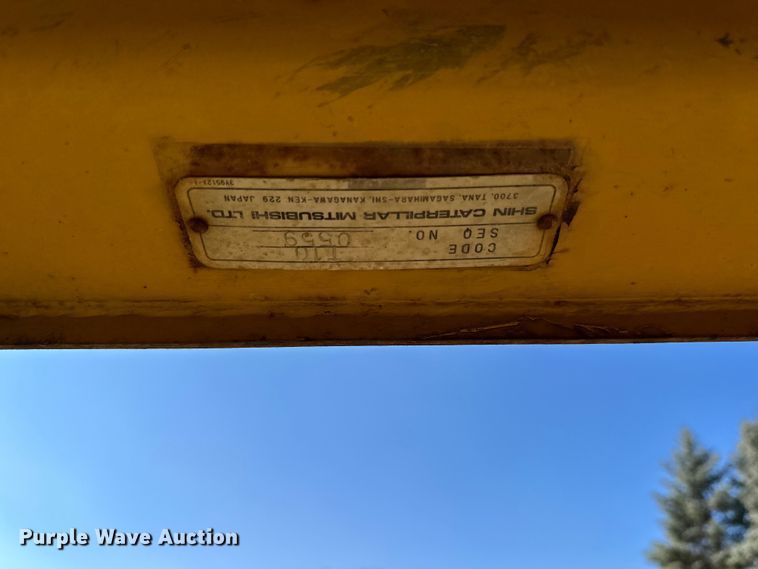 CODE
SEQ NO. 0559
SHIN CATERPILLAR MITSUBISHI LTD.
3700, TANA, SAGAMIHARA-SHI, KANAGAWA-KEN 229 JAPAN
Purple Wave Auction